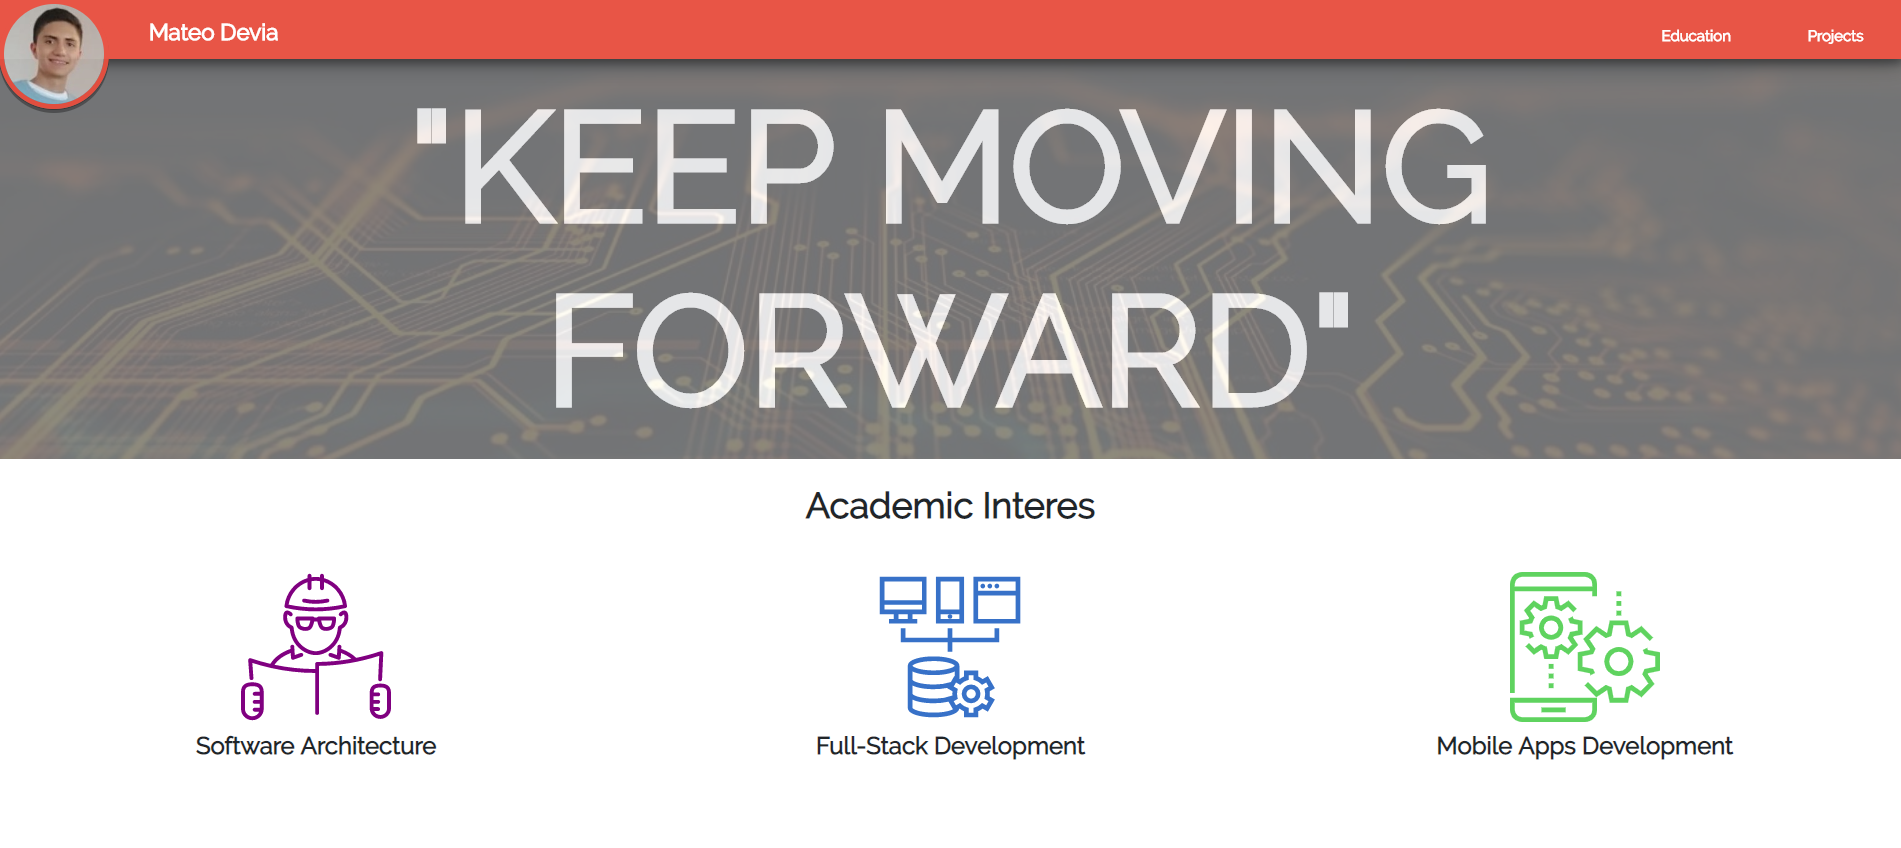 Mateo Devia
Education
Projects
"KEEP MOVING
FORWARD"
Academic Interes
Software Architecture
Full-Stack Development
Mobile Apps Development